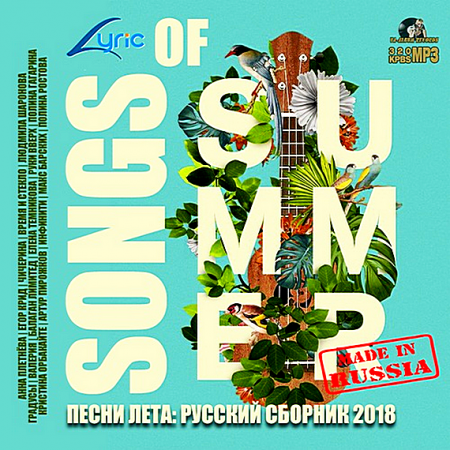 Lyric
SONGS OF
SUMMER
320
KPBS MP3
АННА ПЛЕТНЁВА | ЕГОР КРИД | ЧИЧЕРИНА | ВРЕМЯ И СТЕКЛО | ЛЮДМИЛА ШАРОНОВА
ГРАДУСЫ | ВАЛЕРИЯ | БАЛАГАН ЛИМИТЕД | ЕЛЕНА ТЕМНИКОВА | РУКИ ВВЕРХ | ПОЛИНА ГАГАРИНА
КРИСТИНА ОРБАКАЙТЕ | АРТУР ПИРОЖКОВ | ИНФИНИТИ | МАКС БАРСКИХ | ПОЛИНА РОСТОВА
MADE IN
RUSSIA
ПЕСНИ ЛЕТА: РУССКИЙ СБОРНИК 2018